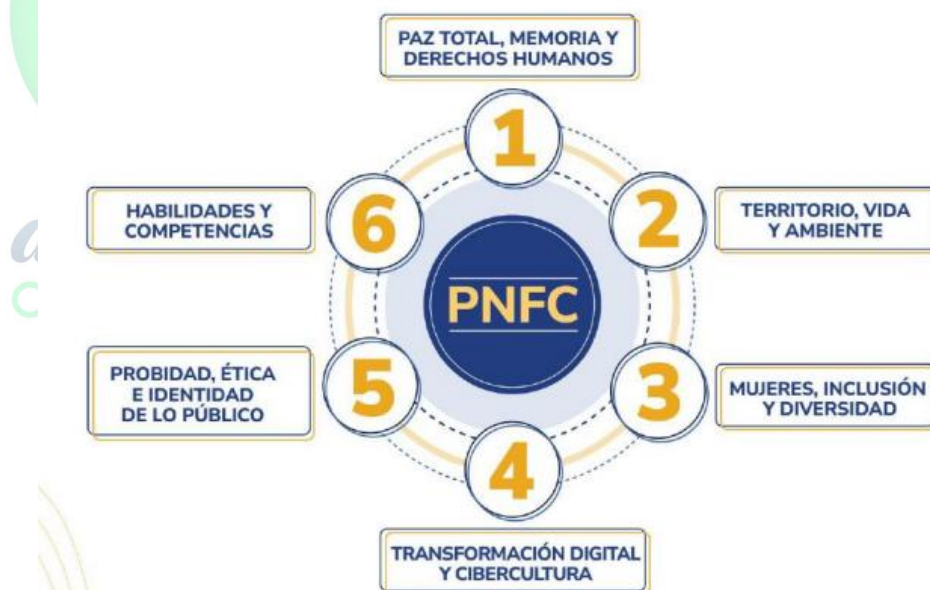 PAZ TOTAL, MEMORIA Y
DERECHOS HUMANOS
1
2
TERRITORIO, VIDA
Y AMBIENTE
3
MUJERES, INCLUSIÓN
Y DIVERSIDAD
4
TRANSFORMACIÓN DIGITAL
Y CIBERCULTURA
5
PROBIDAD, ÉTICA
E IDENTIDAD
DE LO PÚBLICO
6
HABILIDADES Y
COMPETENCIAS
PNFC